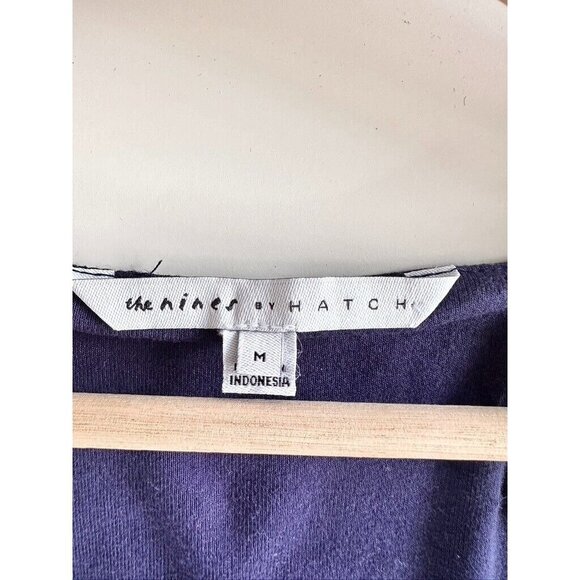 the nines BY HATCH
M
INDONESIA